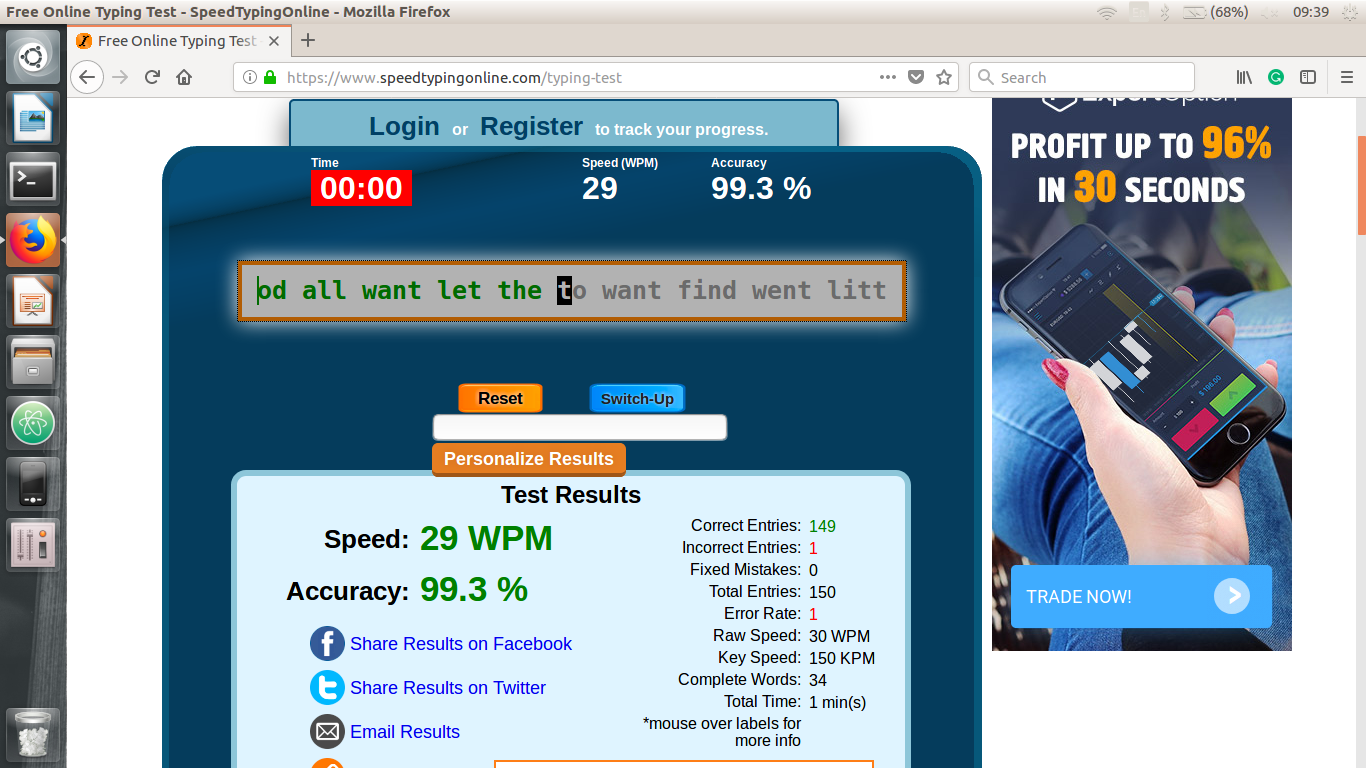 Free Online Typing Test - SpeedTypingOnline - Mozilla Firefox
(68%)
09:39
Free Online Typing Test
https://www.speedtypingonline.com/typing-test
Search
Login or Register to track your progress.
Time
Speed (WPM)
Accuracy
00:00
29
99.3 %
od all want let the to want find went litt
Reset
Switch-Up
Personalize Results
Test Results
Speed: 29 WPM
Accuracy: 99.3 %
Share Results on Facebook
Share Results on Twitter
Email Results
Correct Entries: 149
Incorrect Entries: 1
Fixed Mistakes: 0
Total Entries: 150
Error Rate: 1
Raw Speed: 30 WPM
Key Speed: 150 KPM
Complete Words: 34
Total Time: 1 min(s)
*mouse over labels for
more info
ExpertOption
PROFIT UP TO 96%
IN 30 SECONDS
TRADE NOW!